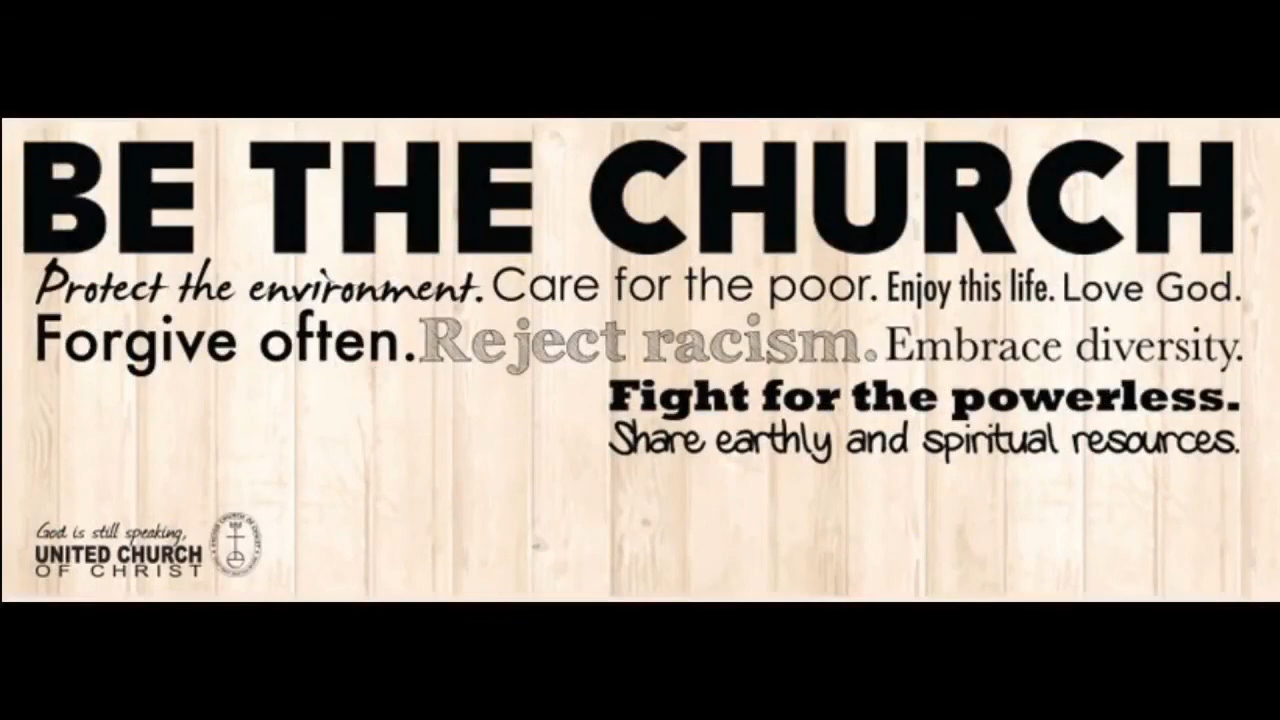 BE THE CHURCH
Protect the environment. Care for the poor. Enjoy this life. Love God.
Forgive often. Reject racism. Embrace diversity.
Fight for the powerless.
Share earthly and spiritual resources.
God is still speaking,
UNITED CHURCH
OF CHRIST